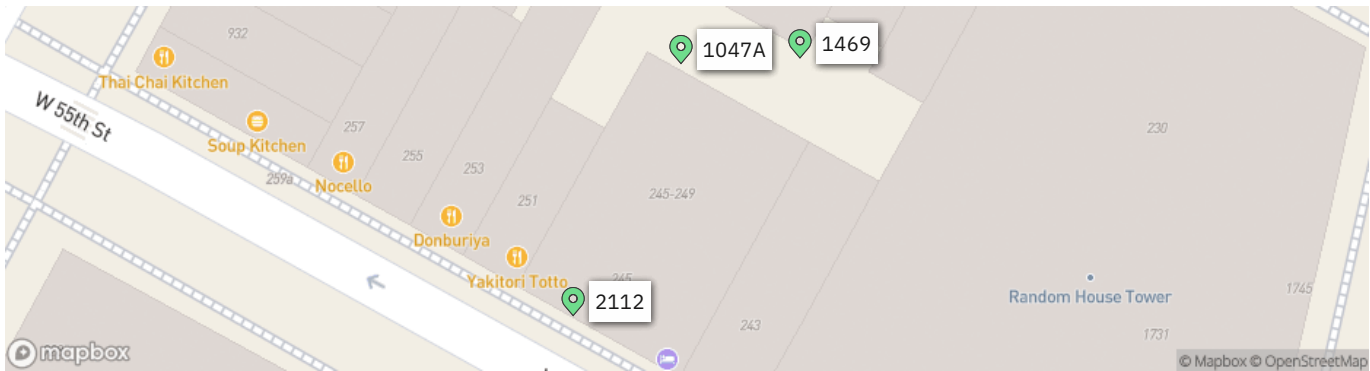 932
Thai Chai Kitchen
W 55th St
Soup Kitchen
257
259a
Nocello
255
253
251
Donburiya
Yakitori Totto
245-249
245
2112
243
1047A
1469
230
Random House Tower
1745
1731
mapbox
© Mapbox © OpenStreetMap